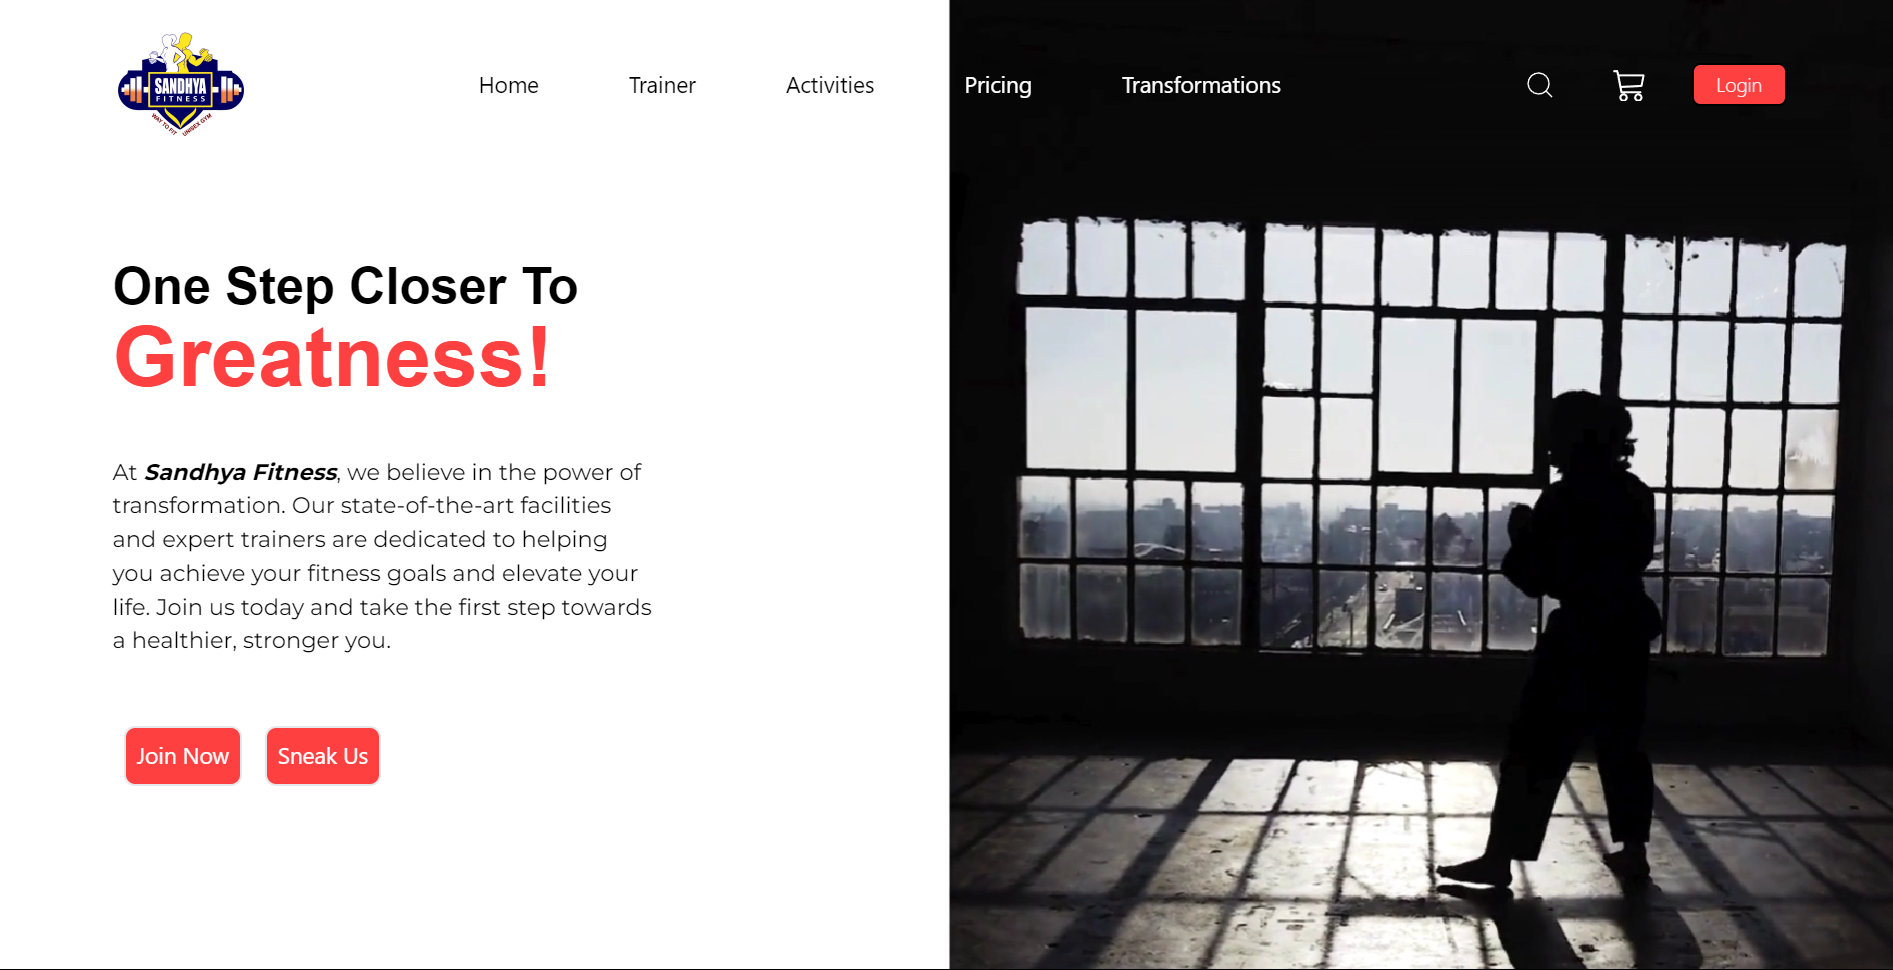 SANDHYA
FITNESS
WAY TO FIT UNISEX GYM
Home Trainer Activities Pricing Transformations Login
One Step Closer To
Greatness!
At Sandhya Fitness, we believe in the power of
transformation. Our state-of-the-art facilities
and expert trainers are dedicated to helping
you achieve your fitness goals and elevate your
life. Join us today and take the first step towards
a healthier, stronger you.
Join Now Sneak Us